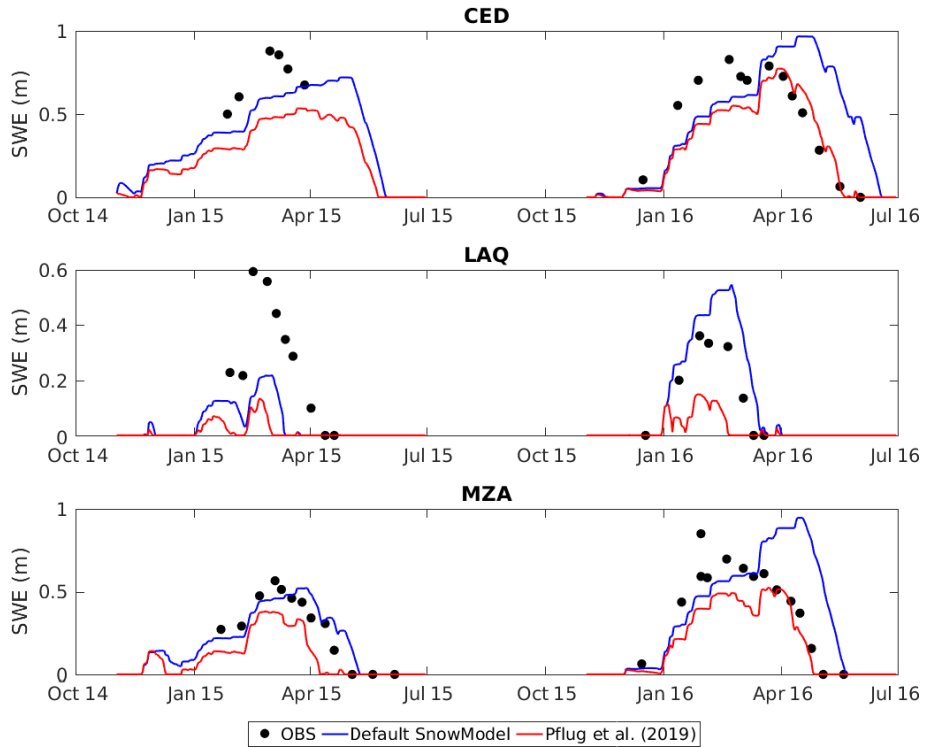 CED
1
0.5
0
SWE (m)
Oct 14 Jan 15 Apr 15 Jul 15 Oct 15 Jan 16 Apr 16 Jul 16
LAQ
0.6
0.4
0.2
0
SWE (m)
Oct 14 Jan 15 Apr 15 Jul 15 Oct 15 Jan 16 Apr 16 Jul 16
MZA
1
0.5
0
SWE (m)
Oct 14 Jan 15 Apr 15 Jul 15 Oct 15 Jan 16 Apr 16 Jul 16
OBS Default SnowModel Pflug et al. (2019)